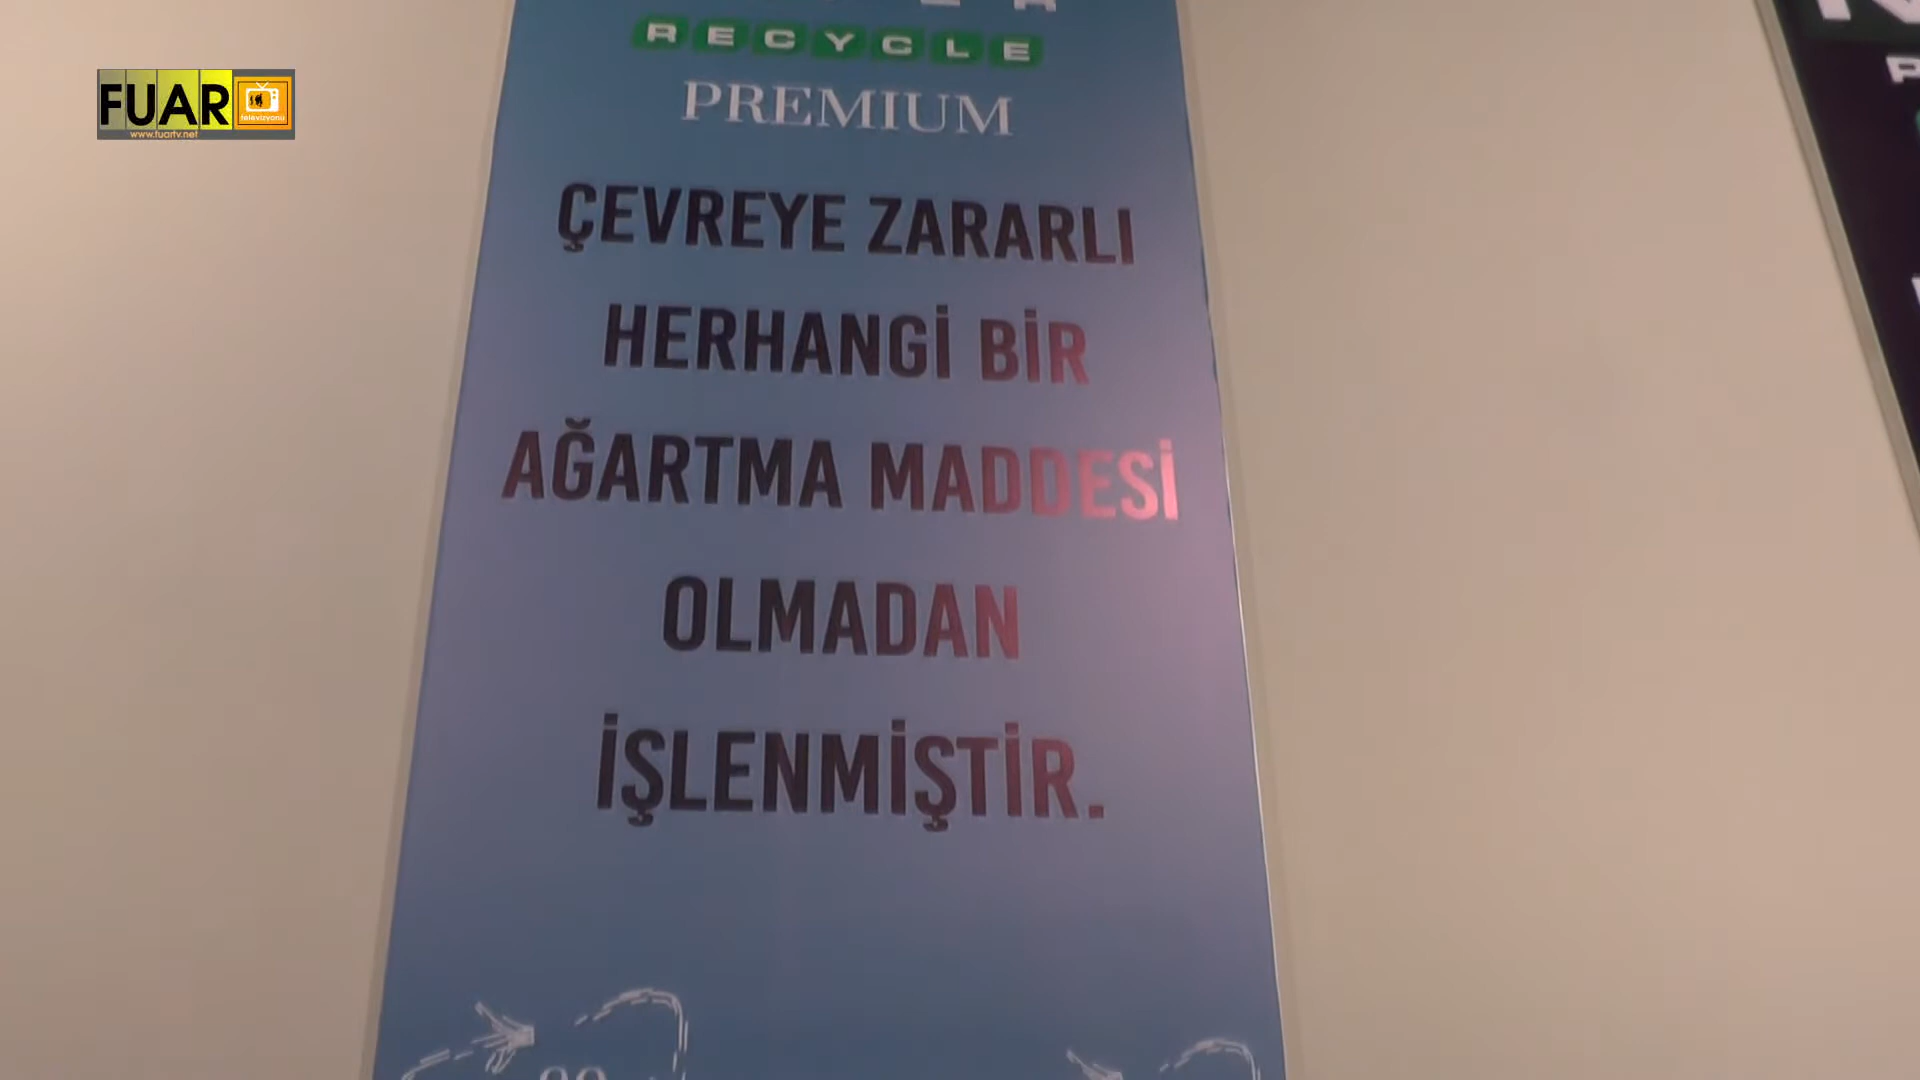 RECYCLE
PREMIUM
ÇEVREYE ZARARLI
HERHANGİ BİR
AĞARTMA MADDESİ
OLMADAN
İŞLENMİŞTİR.
FUAR
televizyonu
www.fuartv.net